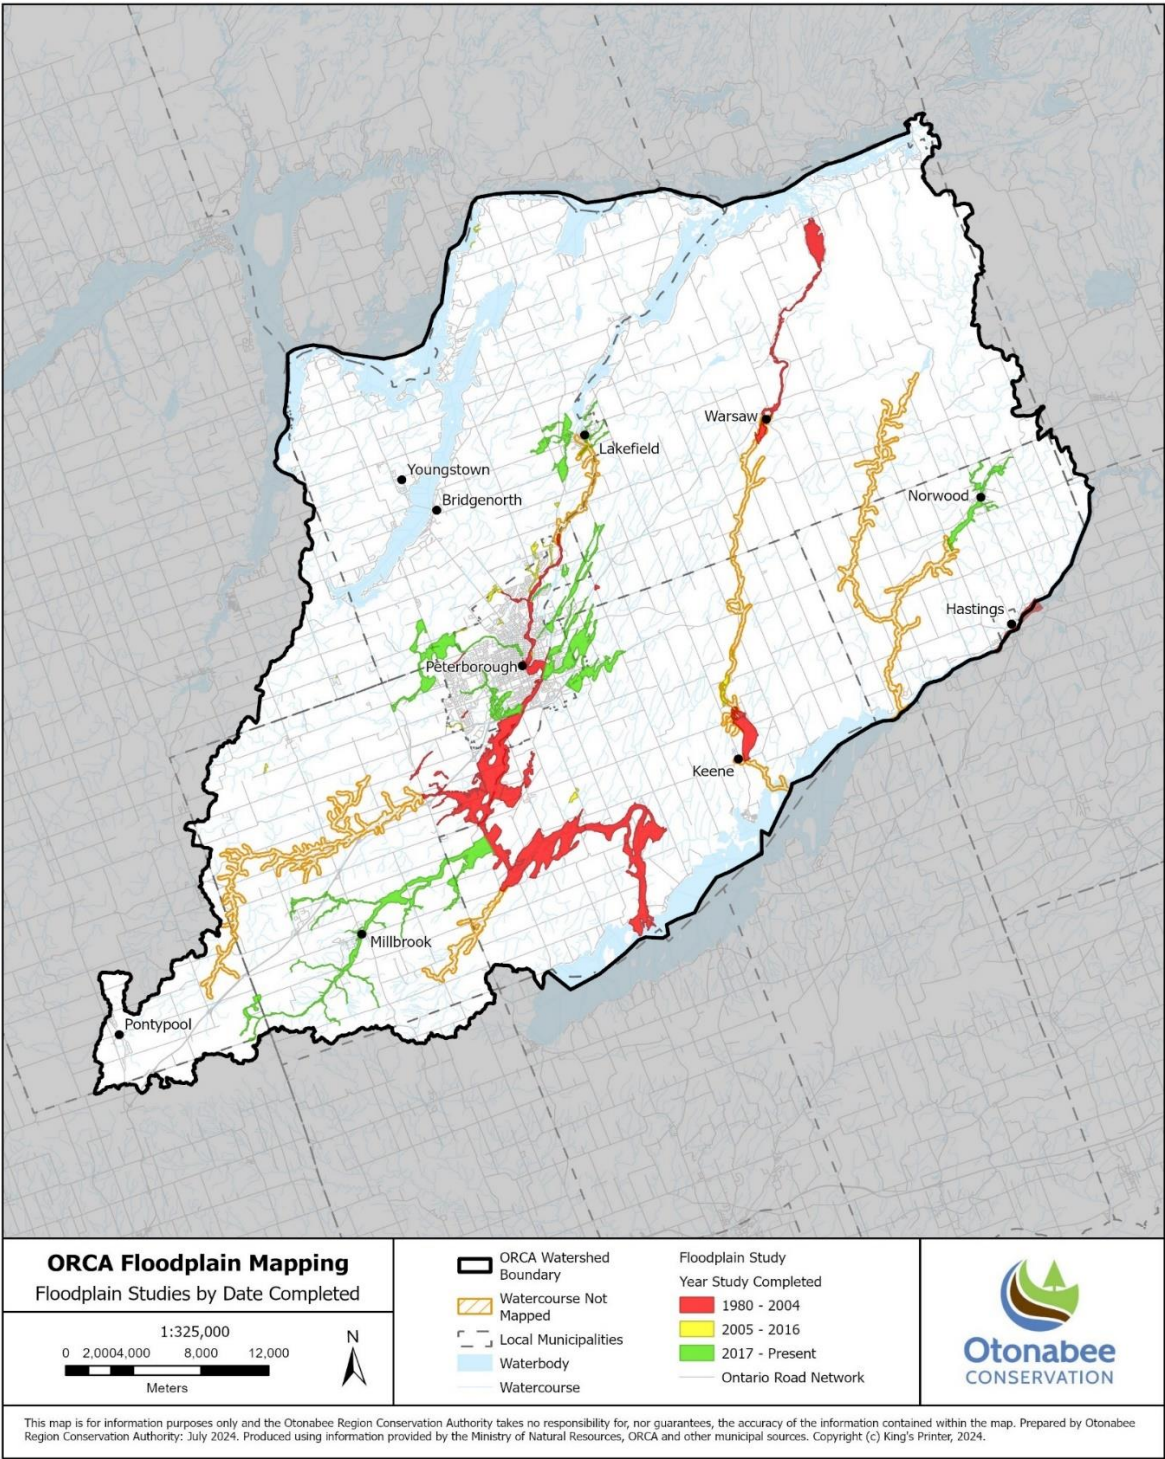 Warsaw
Lakefield
Youngstown
Bridgenorth
Norwood
Hastings
Peterborough
Keene
Millbrook
Pontypool
ORCA Floodplain Mapping
Floodplain Studies by Date Completed
1:325,000
0 2,0004,000 8,000 12,000
Meters
N
ORCA Watershed
Boundary
Watercourse Not
Mapped
Local Municipalities
Waterbody
Watercourse
Floodplain Study
Year Study Completed
1980 - 2004
2005 - 2016
2017 - Present
Ontario Road Network
Otonabee
CONSERVATION
This map is for information purposes only and the Otonabee Region Conservation Authority takes no responsibility for, nor guarantees, the accuracy of the information contained within the map. Prepared by Otonabee
Region Conservation Authority: July 2024. Produced using information provided by the Ministry of Natural Resources, ORCA and other municipal sources. Copyright (c) King's Printer, 2024.